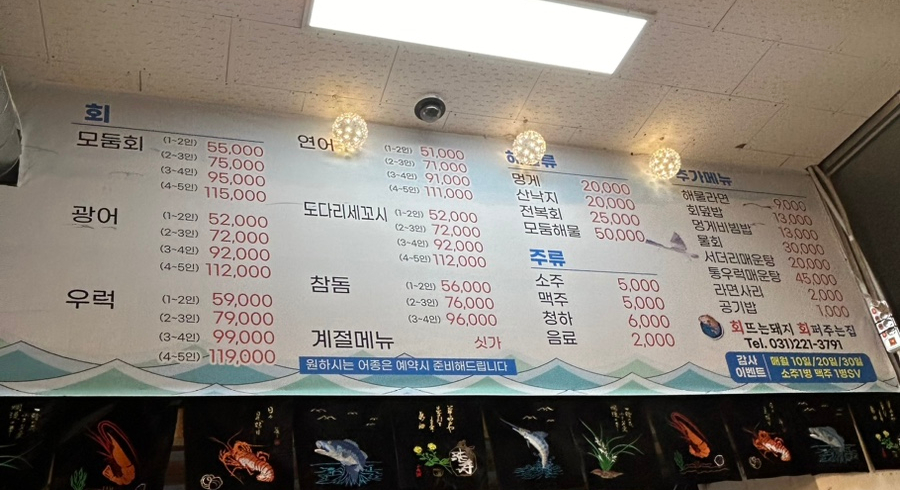 회
모둠회 (1~2인) 55,000
(2~3인) 75,000
(3~4인) 95,000
(4~5인) 115,000
광어 (1~2인) 52,000
(2~3인) 72,000
(3~4인) 92,000
(4~5인) 112,000
우럭 (1~2인) 59,000
(2~3인) 79,000
(3~4인) 99,000
(4~5인) 119,000
연어 (1~2인) 51,000
(2~3인) 71,000
(3~4인) 91,000
(4~5인) 111,000
도다리세꼬시 (1~2인) 52,000
(2~3인) 72,000
(3~4인) 92,000
(4~5인) 112,000
참돔 (1~2인) 56,000
(2~3인) 76,000
(3~4인) 96,000
계절메뉴 싯가
원하시는 어종은 예약시 준비해드립니다
멍게 20,000
산낙지 20,000
전복회 25,000
모둠해물 50,000
주류
소주 5,000
맥주 5,000
청하 6,000
음료 2,000
추가메뉴
해물라면 9,000
회덮밥 13,000
멍게비빔밥 13,000
물회 30,000
서더리매운탕 20,000
통우럭매운탕 45,000
라면사리 2,000
공기밥 1,000
회뜨는돼지 회퍼주는집
Tel. 031)221-3791
감사 이벤트
매월 10일/20일/30일
소주1병 맥주 1병SV